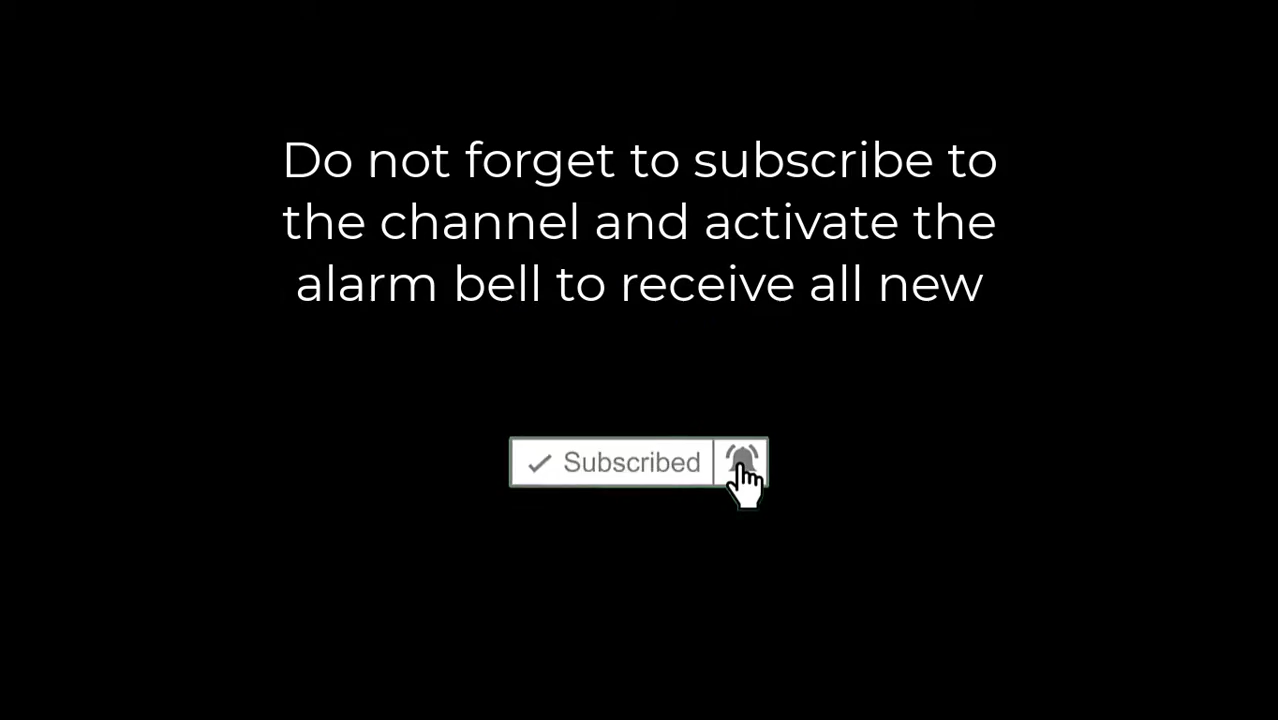 Do not forget to subscribe to
the channel and activate the
alarm bell to receive all new
Subscribed